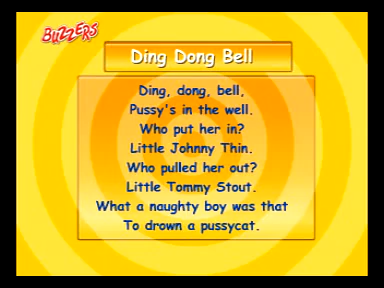 BUZZERS
Ding Dong Bell
Ding, dong, bell,
Pussy's in the well.
Who put her in?
Little Johnny Thin.
Who pulled her out?
Little Tommy Stout.
What a naughty boy was that
To drown a pussycat.